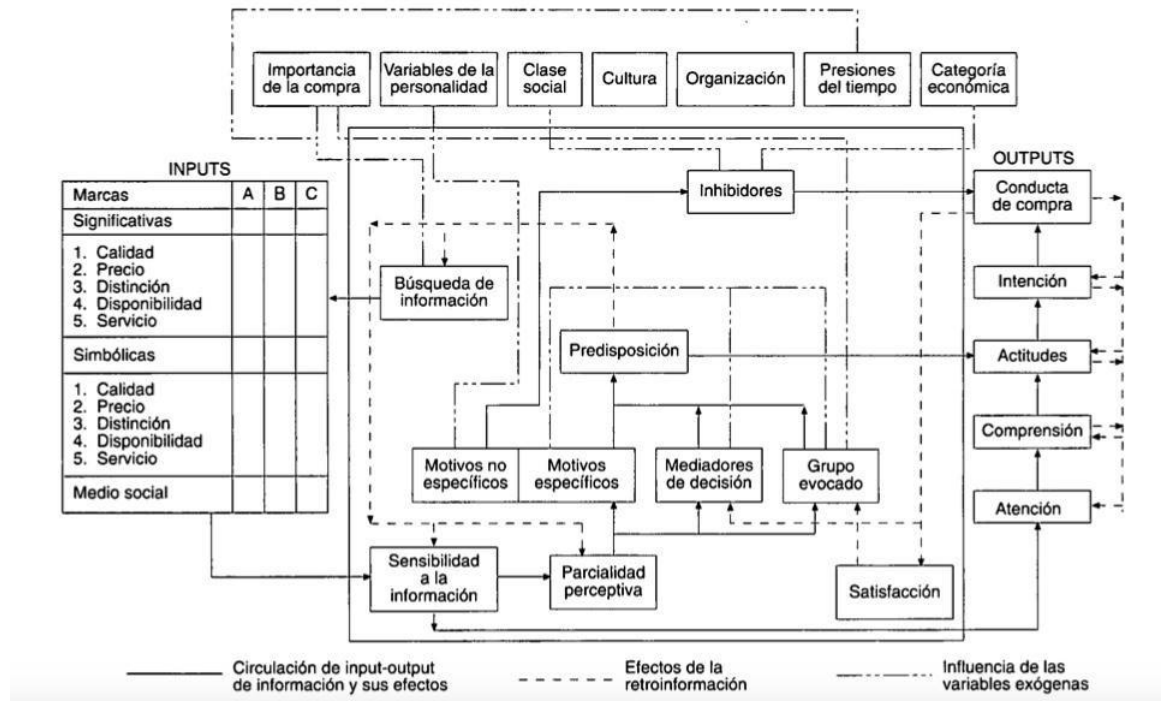 Importancia
de la compra
Variables de la
personalidad
Clase
social
Cultura
Organización
Presiones
del tiempo
Categoría
económica
INPUTS
Marcas A B C
Significativas
1. Calidad
2. Precio
3. Distinción
4. Disponibilidad
5. Servicio
Simbólicas
1. Calidad
2. Precio
3. Distinción
4. Disponibilidad
5. Servicio
Medio social
Inhibidores
Búsqueda de
información
Predisposición
Motivos no
específicos
Motivos
específicos
Mediadores
de decisión
Grupo
evocado
Sensibilidad
a la
información
Parcialidad
perceptiva
Satisfacción
OUTPUTS
Conducta
de compra
Intención
Actitudes
Comprensión
Atención
Circulación de input-output
de información y sus efectos
Efectos de la
retroinformación
Influencia de las
variables exógenas